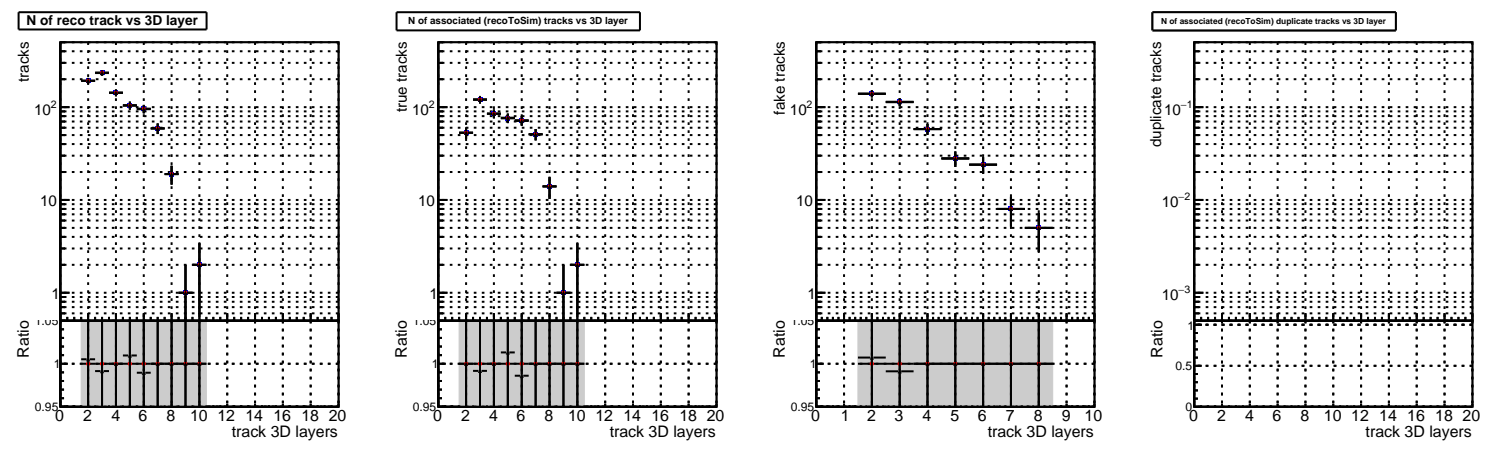 N of reco track vs 3D layer
tracks
10²
10
1
1.05
Ratio
1
0.95
0 2 4 6 8 10 12 14 16 18 20
track 3D layers
N of associated (recoToSim) tracks vs 3D layer
true tracks
10²
10
1
1.05
Ratio
1
0.95
0 2 4 6 8 10 12 14 16 18 20
track 3D layers
fake tracks
10²
10
1
1.05
Ratio
1
0.95
0 1 2 3 4 5 6 7 8 9 10
track 3D layers
N of associated (recoToSim) duplicate tracks vs 3D layer
duplicate tracks
10⁻¹
10⁻²
10⁻³
Ratio
1
0.5
0
0 2 4 6 8 10 12 14 16 18 20
track 3D layers